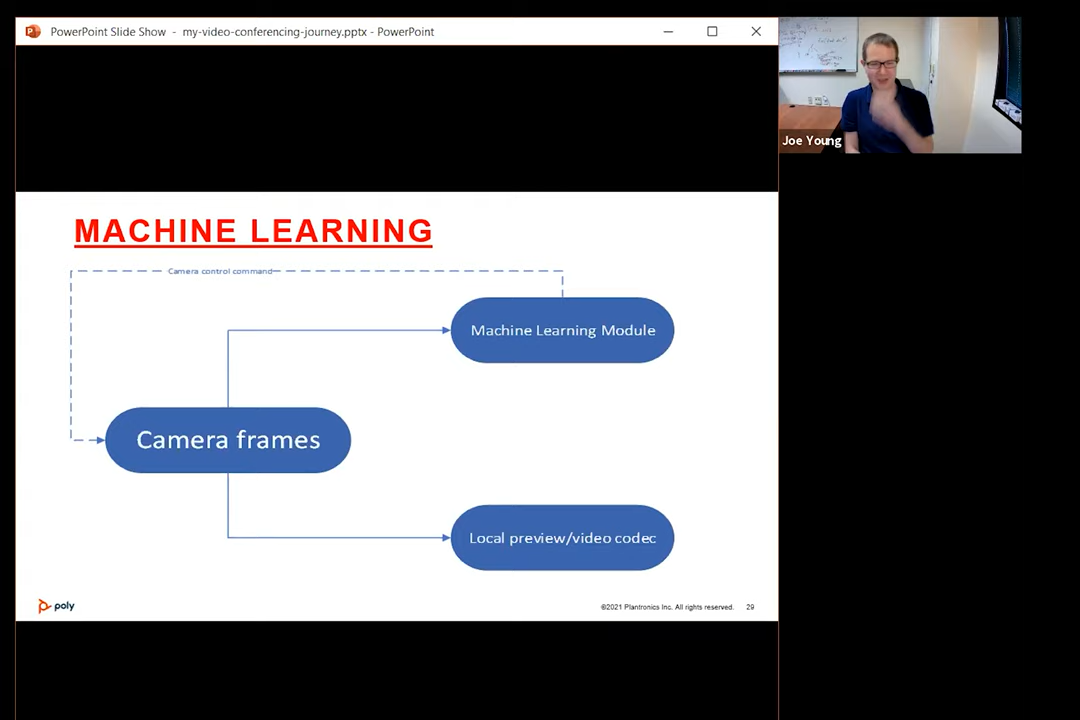 PowerPoint Slide Show - my-video-conferencing-journey.pptx - PowerPoint
Joe Young
MACHINE LEARNING
Camera control command
Machine Learning Module
Camera frames
Local preview/video codec
poly
©2021 Plantronics Inc. All rights reserved. 29